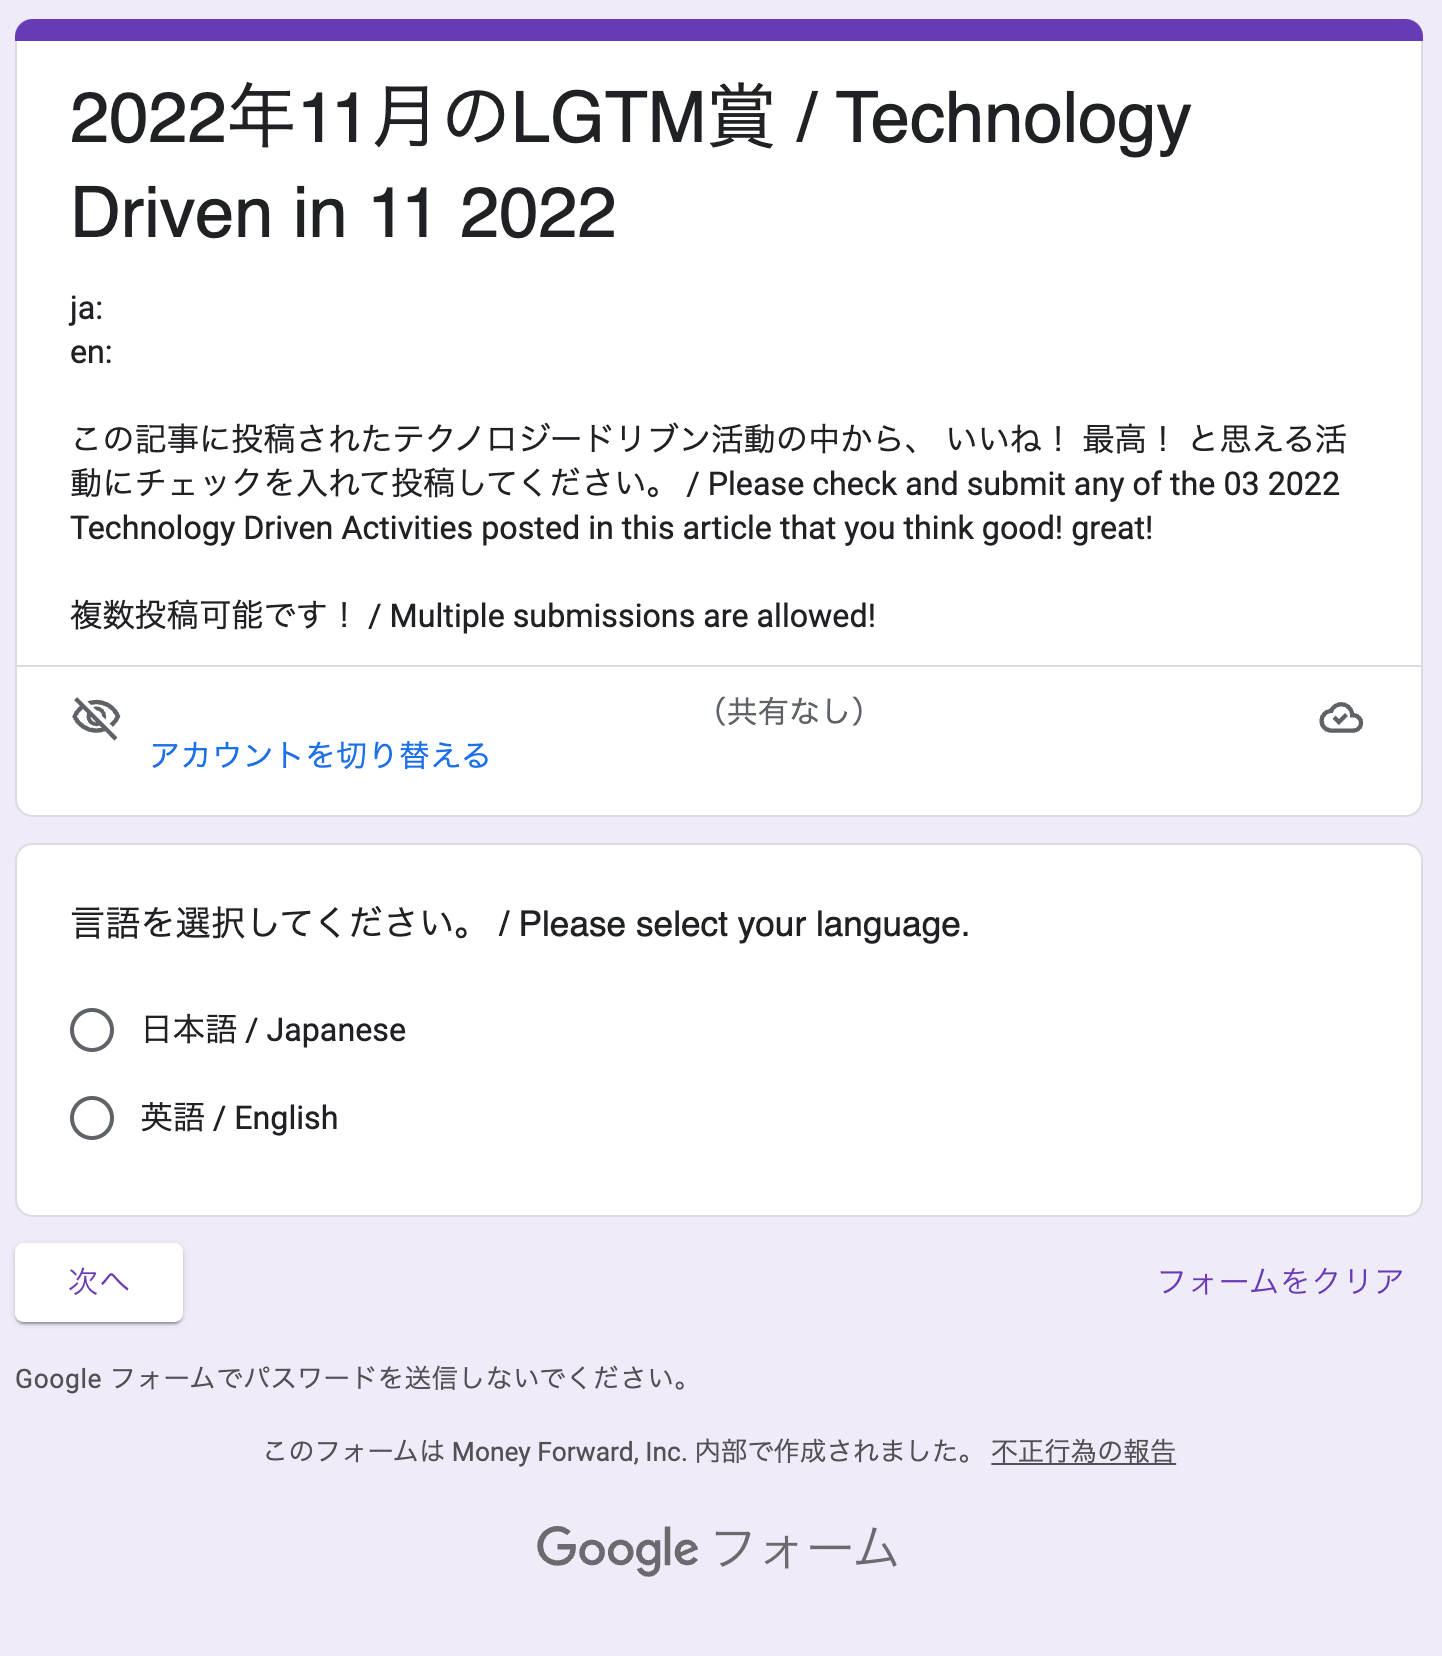 2022年11月のLGTM賞 / Technology
Driven in 11 2022
ja:
en:
この記事に投稿されたテクノロジードリブン活動の中から、 いいね！ 最高！ と思える活
動にチェックを入れて投稿してください。 / Please check and submit any of the 03 2022
Technology Driven Activities posted in this article that you think good! great!
複数投稿可能です！ / Multiple submissions are allowed!
（共有なし）
アカウントを切り替える
言語を選択してください。 / Please select your language.
日本語 / Japanese
英語 / English
次へ
フォームをクリア
Google フォームでパスワードを送信しないでください。
このフォームは Money Forward, Inc. 内部で作成されました。 不正行為の報告
Google フォーム